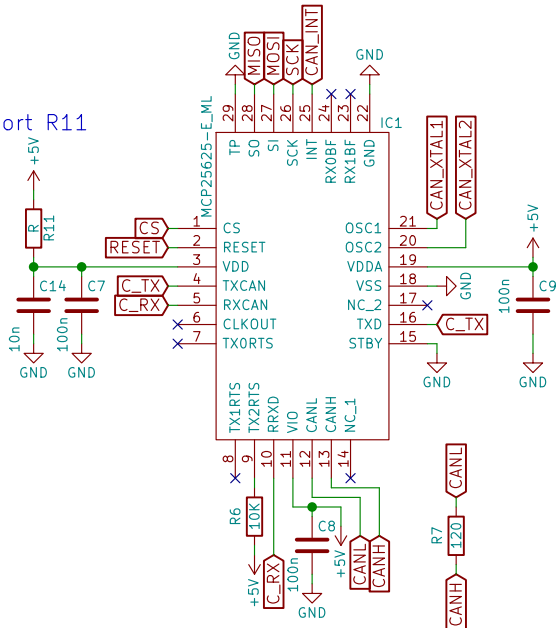 GND
MISO
MOSI
SCK
CAN_INT
GND
29
28
27
26
25
24
23
22
ort R11
MCP25625-E_ML
IC1
TP
SO
SI
SCK
INT
RX0BF
RX1BF
GND
+5V
R
R11
CAN_XTAL1
CAN_XTAL2
+5V
CS
1
CS
OSC1
21
RESET
2
RESET
OSC2
20
3
VDD
VDDA
19
C_TX
4
TXCAN
VSS
18
GND
C_RX
5
RXCAN
NC_2
17
6
CLKOUT
TXD
16
C_TX
7
TX0RTS
STBY
15
C14
10n
C7
100n
C9
100n
GND
GND
GND
GND
TX1RTS
TX2RTS
RRXD
VIO
CANL
CANH
NC_1
8
9
10
11
12
13
14
R6
10K
+5V
C_RX
C8
100n
GND
+5V
CANL
CANH
CANL
R7
120
CANH